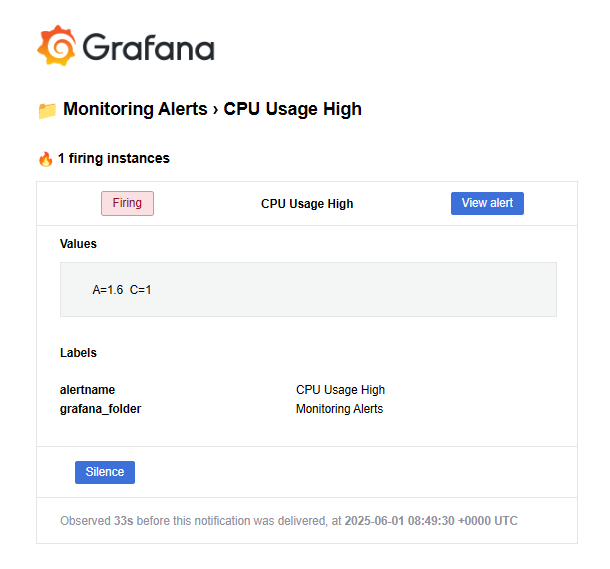 Grafana
Monitoring Alerts › CPU Usage High
1 firing instances
Firing CPU Usage High View alert
Values
A=1.6 C=1
Labels
alertname CPU Usage High
grafana_folder Monitoring Alerts
Silence
Observed 33s before this notification was delivered, at 2025-06-01 08:49:30 +0000 UTC